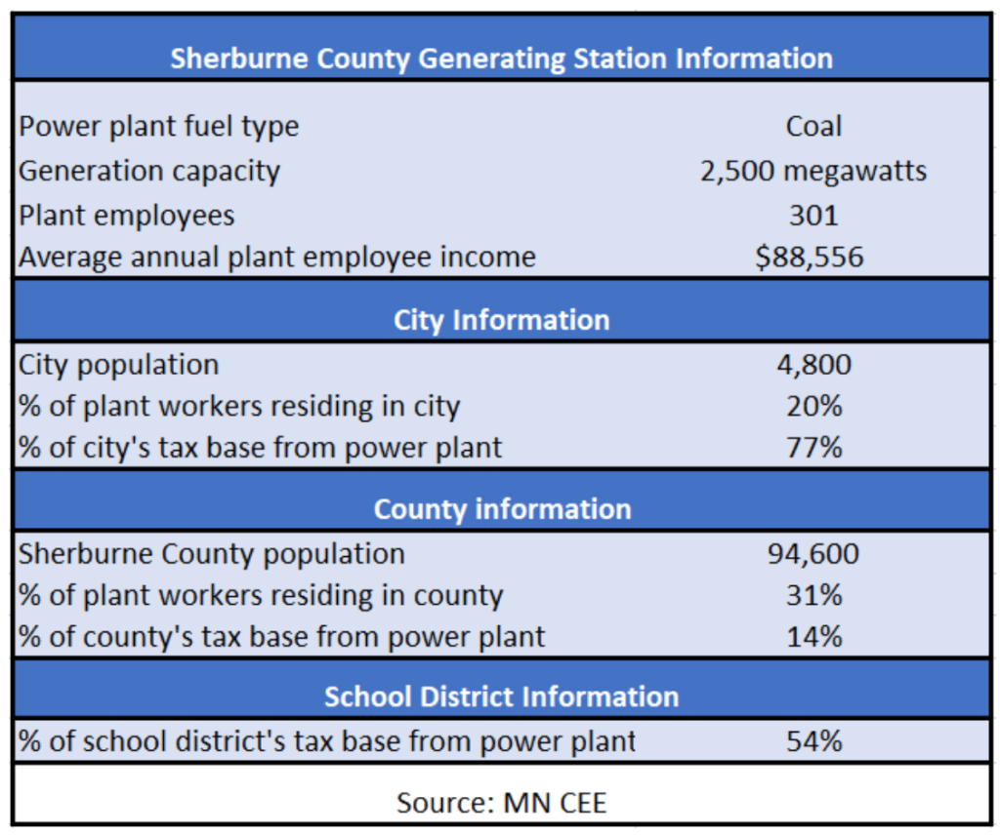 Sherburne County Generating Station Information
Power plant fuel type Coal
Generation capacity 2,500 megawatts
Plant employees 301
Average annual plant employee income $88,556
City Information
City population 4,800
% of plant workers residing in city 20%
% of city's tax base from power plant 77%
County information
Sherburne County population 94,600
% of plant workers residing in county 31%
% of county's tax base from power plant 14%
School District Information
% of school district's tax base from power plant 54%
Source: MN CEE